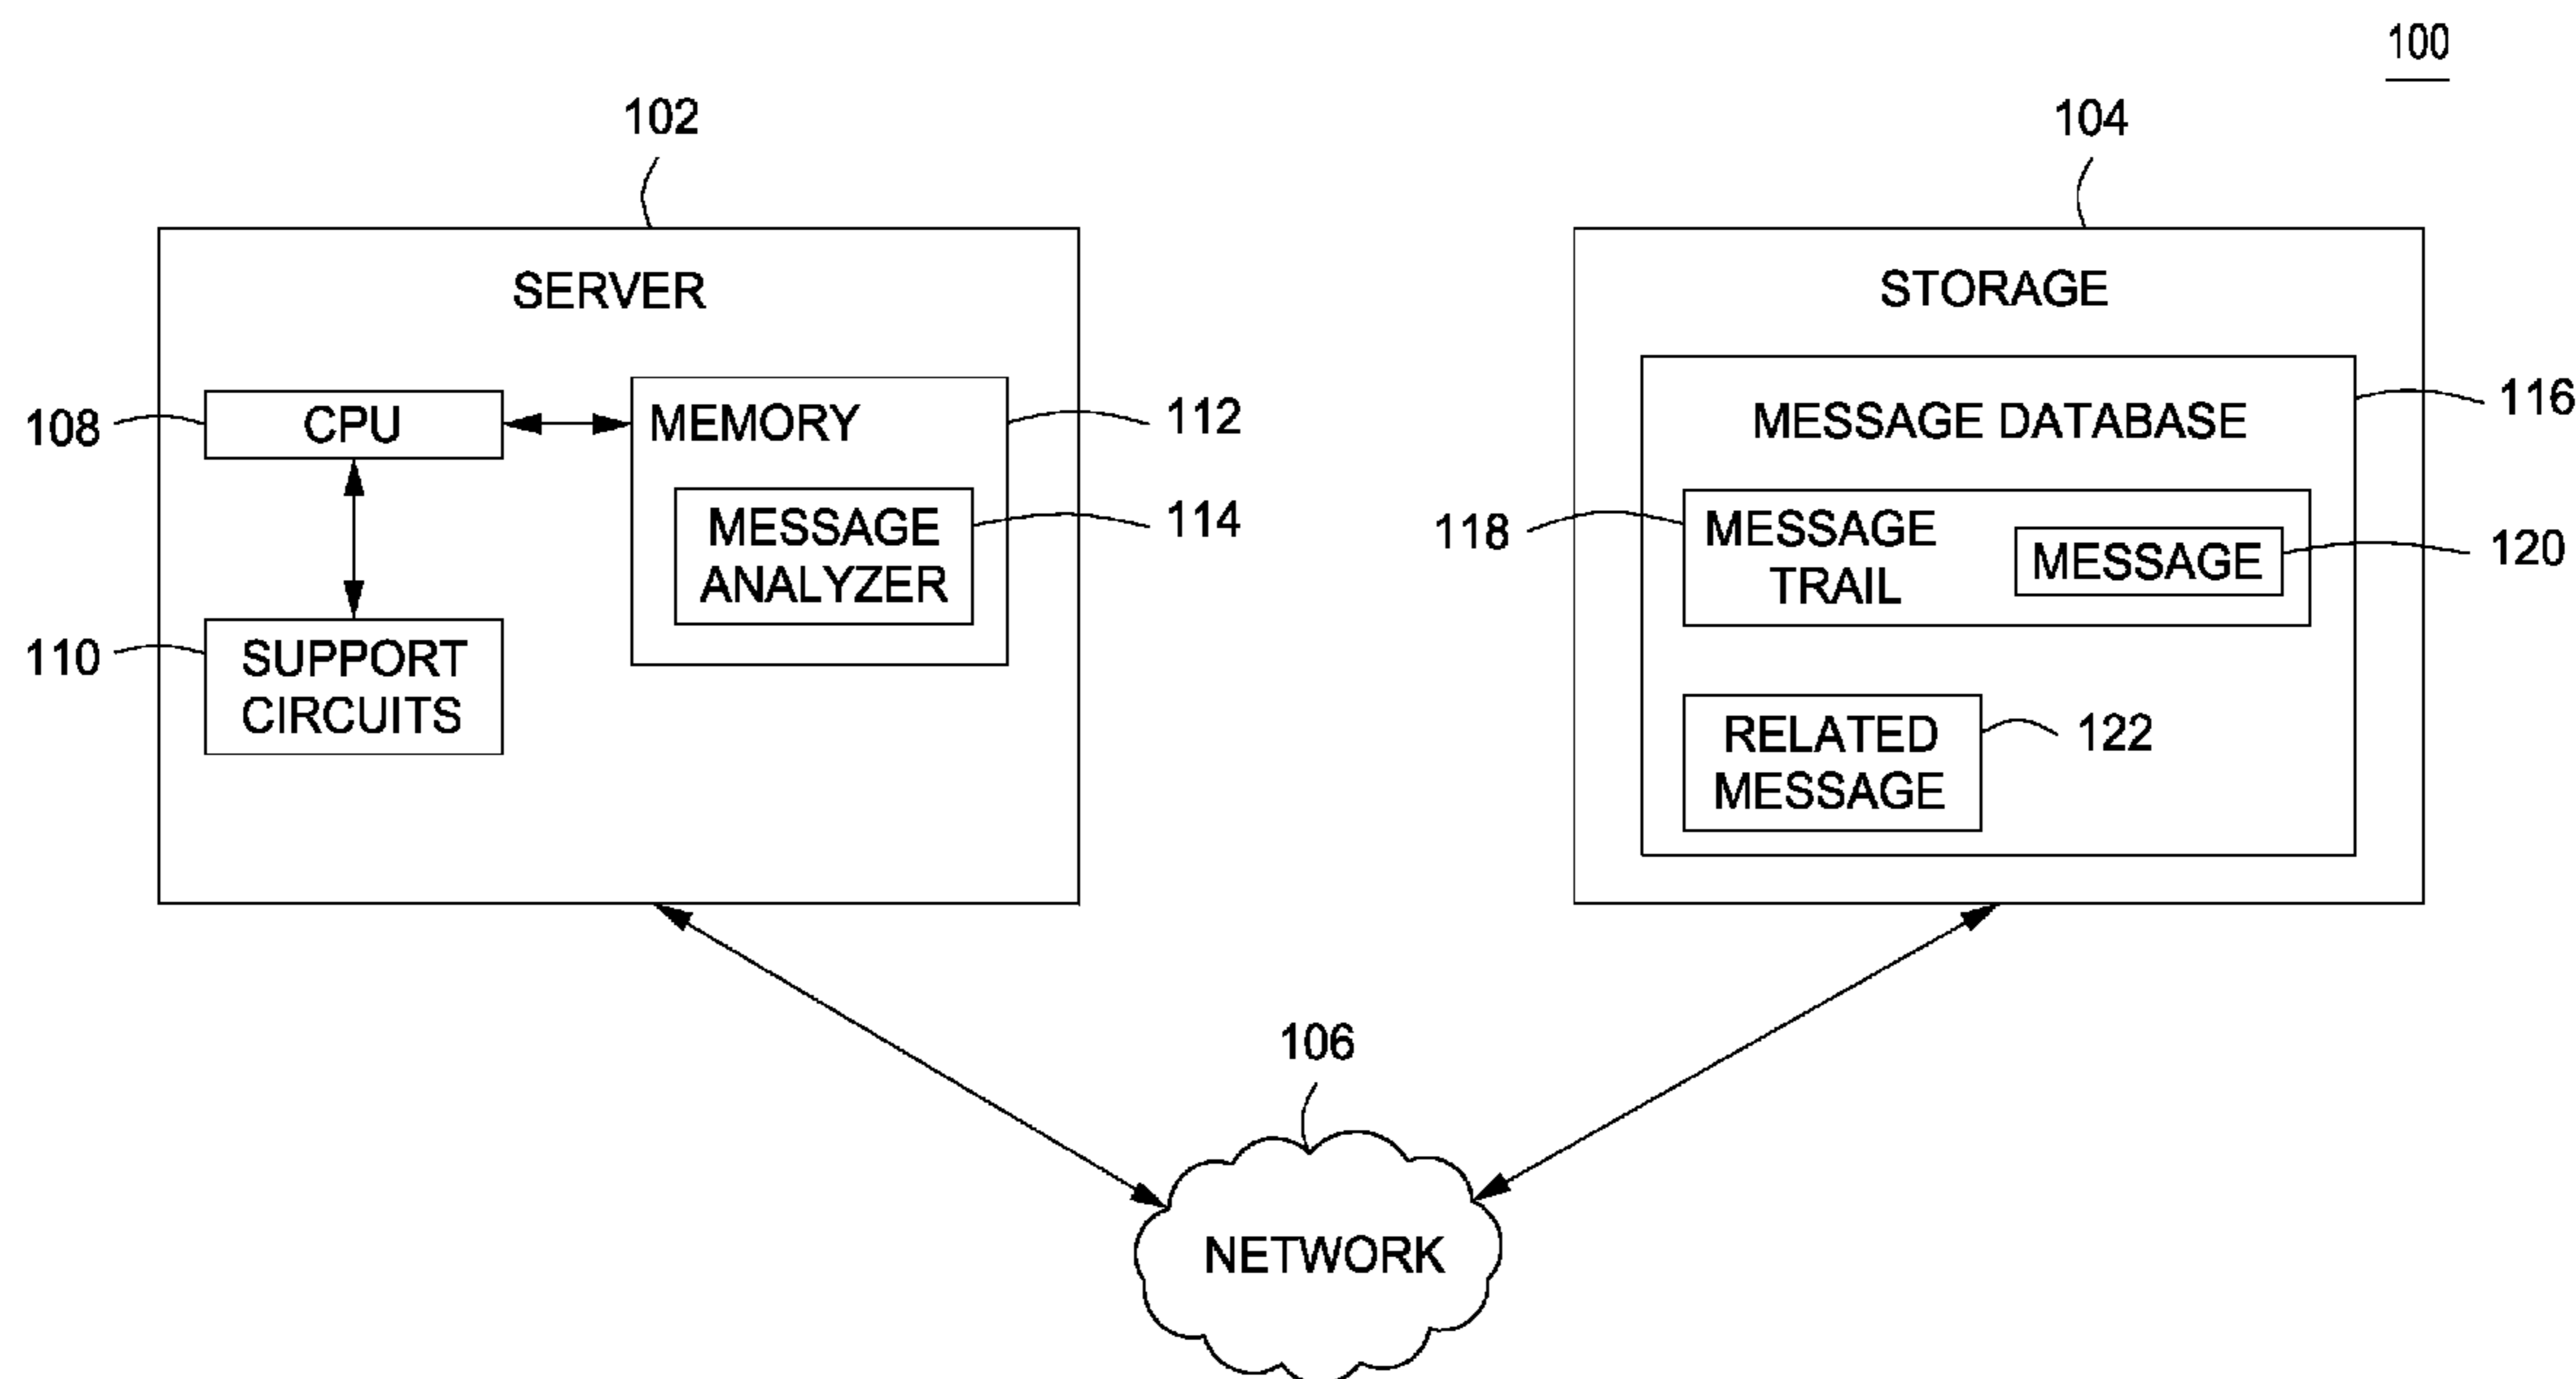 100
102
104
SERVER
STORAGE
108
CPU
MEMORY
112
MESSAGE
ANALYZER
114
110
SUPPORT
CIRCUITS
116
MESSAGE DATABASE
118
MESSAGE
TRAIL
MESSAGE
120
RELATED
MESSAGE
122
106
NETWORK